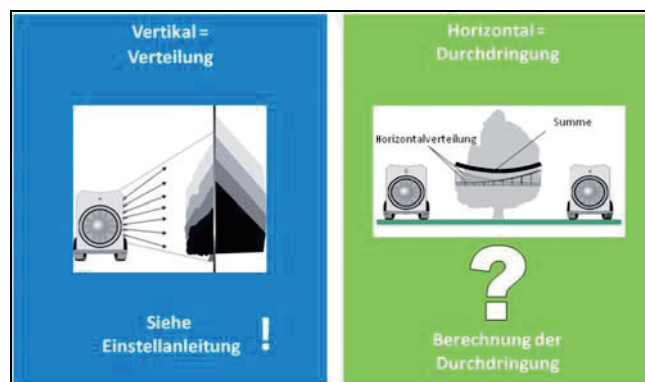 Vertikal =
Verteilung
Siehe
Einstellanleitung !
Horizontal =
Durchdringung
Summe
Horizontalverteilung
?
Berechnung der
Durchdringung